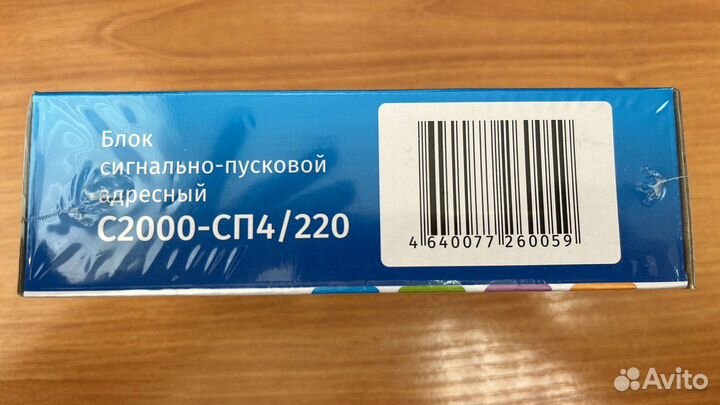 Блок
сигнально-пусковой
адресный
С2000-СП4/220
4 640077 260059
Avito